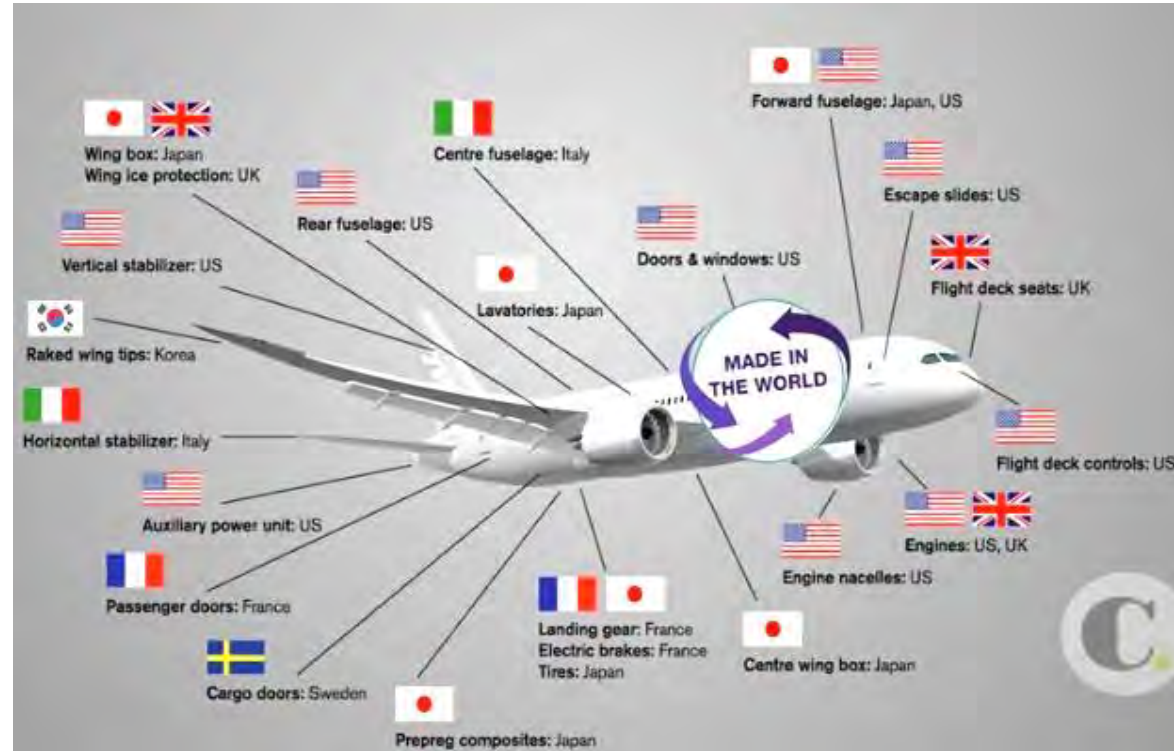 Forward fuselage: Japan, US
Wing box: Japan
Wing ice protection: UK
Centre fuselage: Italy
Escape slides: US
Rear fuselage: US
Doors & windows: US
Vertical stabilizer: US
Flight deck seats: UK
Lavatories: Japan
Raked wing tips: Korea
MADE IN
THE WORLD
Horizontal stabilizer: Italy
Flight deck controls: US
Auxiliary power unit: US
Engines: US, UK
Engine nacelles: US
Passenger doors: France
Landing gear: France
Electric brakes: France
Tires: Japan
Centre wing box: Japan
Cargo doors: Sweden
Prepreg composites: Japan
C.